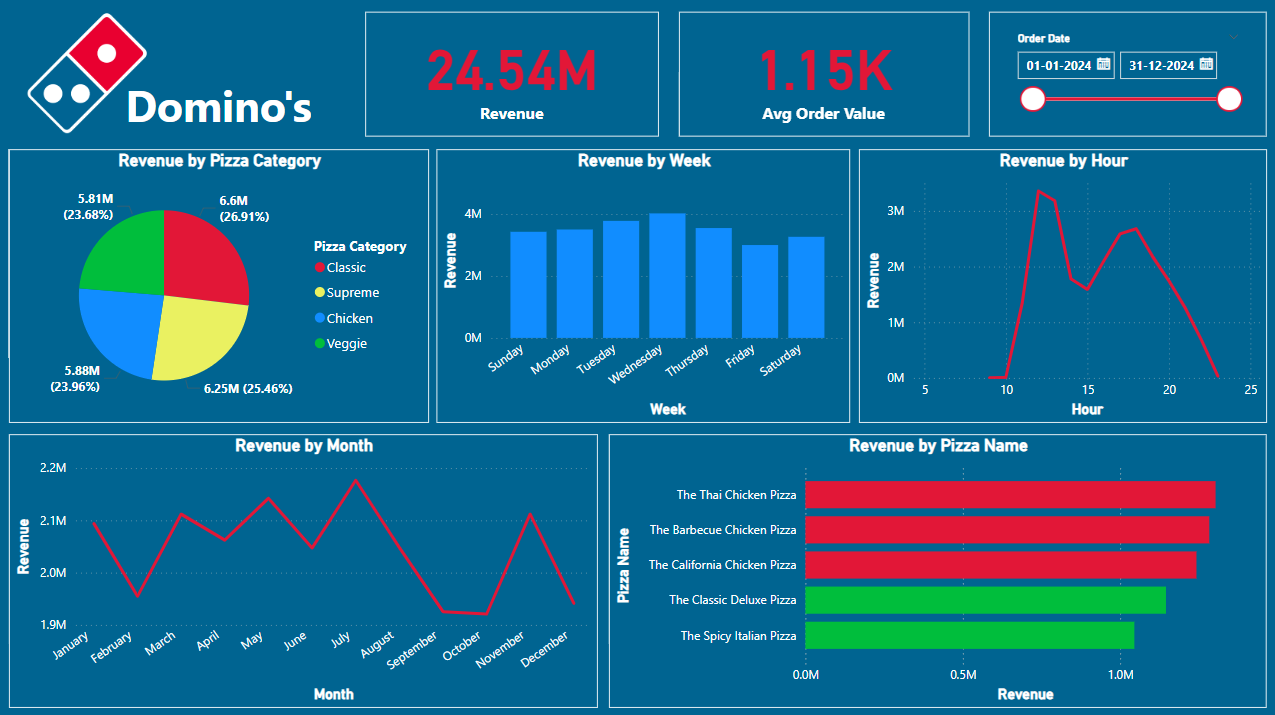 Domino's
24.54M
Revenue
1.15K
Avg Order Value
Order Date
01-01-2024
31-12-2024
Revenue by Pizza Category
5.81M
(23.68%)
6.6M
(26.91%)
5.88M
(23.96%)
6.25M (25.46%)
Pizza Category
Classic
Supreme
Chicken
Veggie
Revenue by Week
Revenue
4M
2M
0M
Sunday
Monday
Tuesday
Wednesday
Thursday
Friday
Saturday
Week
Revenue by Hour
Revenue
3M
2M
1M
0M
5
10
15
20
25
Hour
Revenue by Month
Revenue
2.2M
2.1M
2.0M
1.9M
January
February
March
April
May
June
July
August
September
October
November
December
Month
Revenue by Pizza Name
Pizza Name
The Thai Chicken Pizza
The Barbecue Chicken Pizza
The California Chicken Pizza
The Classic Deluxe Pizza
The Spicy Italian Pizza
0.0M
0.5M
1.0M
Revenue